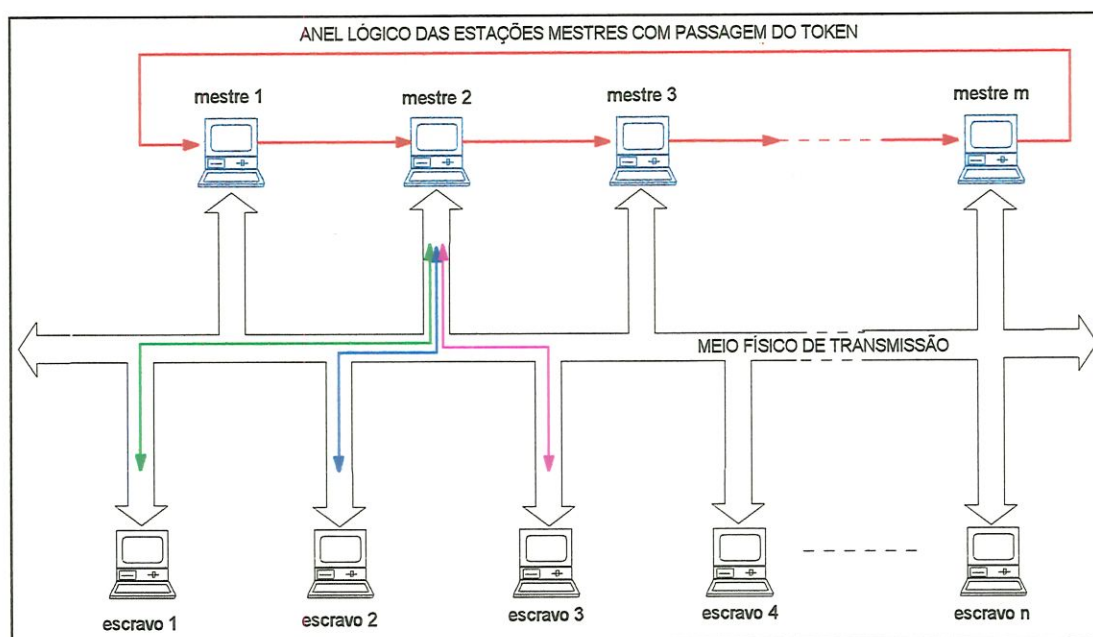 ANEL LÓGICO DAS ESTAÇÕES MESTRES COM PASSAGEM DO TOKEN
mestre 1
mestre 2
mestre 3
mestre m
MEIO FÍSICO DE TRANSMISSÃO
escravo 1
escravo 2
escravo 3
escravo 4
escravo n